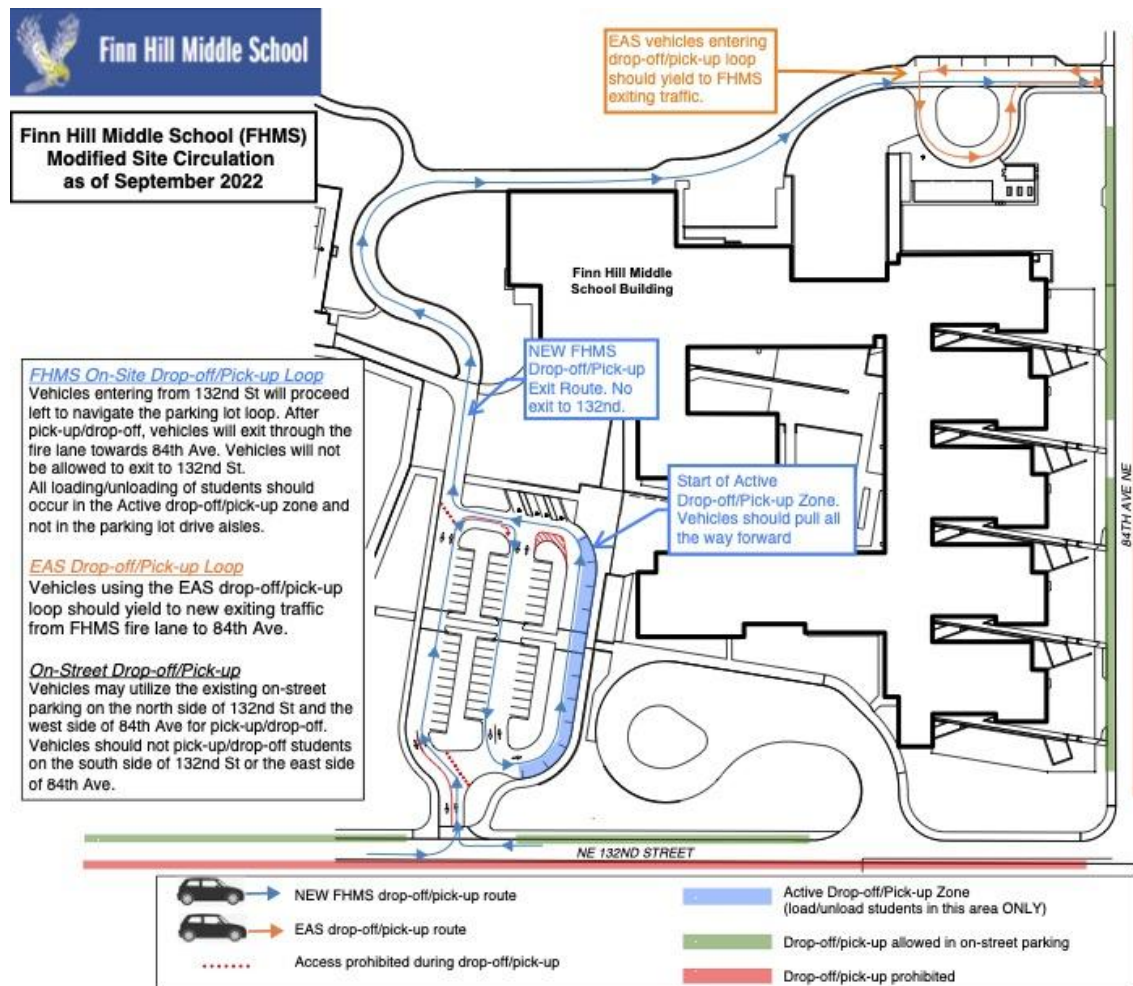 Finn Hill Middle School
Finn Hill Middle School (FHMS)
Modified Site Circulation
as of September 2022
EAS vehicles entering
drop-off/pick-up loop
should yield to FHMS
exiting traffic.
Finn Hill Middle
School Building
NEW FHMS
Drop-off/Pick-up
Exit Route. No
exit to 132nd.
Start of Active
Drop-off/Pick-up Zone.
Vehicles should pull all
the way forward
84TH AVE NE
FHMS On-Site Drop-off/Pick-up Loop
Vehicles entering from 132nd St will proceed
left to navigate the parking lot loop. After
pick-up/drop-off, vehicles will exit through the
fire lane towards 84th Ave. Vehicles will not
be allowed to exit to 132nd St.
All loading/unloading of students should
occur in the Active drop-off/pick-up zone and
not in the parking lot drive aisles.
EAS Drop-off/Pick-up Loop
Vehicles using the EAS drop-off/pick-up
loop should yield to new exiting traffic
from FHMS fire lane to 84th Ave.
On-Street Drop-off/Pick-up
Vehicles may utilize the existing on-street
parking on the north side of 132nd St and the
west side of 84th Ave for pick-up/drop-off.
Vehicles should not pick-up/drop-off students
on the south side of 132nd St or the east side
of 84th Ave.
NE 132ND STREET
NEW FHMS drop-off/pick-up route
EAS drop-off/pick-up route
Access prohibited during drop-off/pick-up
Active Drop-off/Pick-up Zone
(load/unload students in this area ONLY)
Drop-off/pick-up allowed in on-street parking
Drop-off/pick-up prohibited